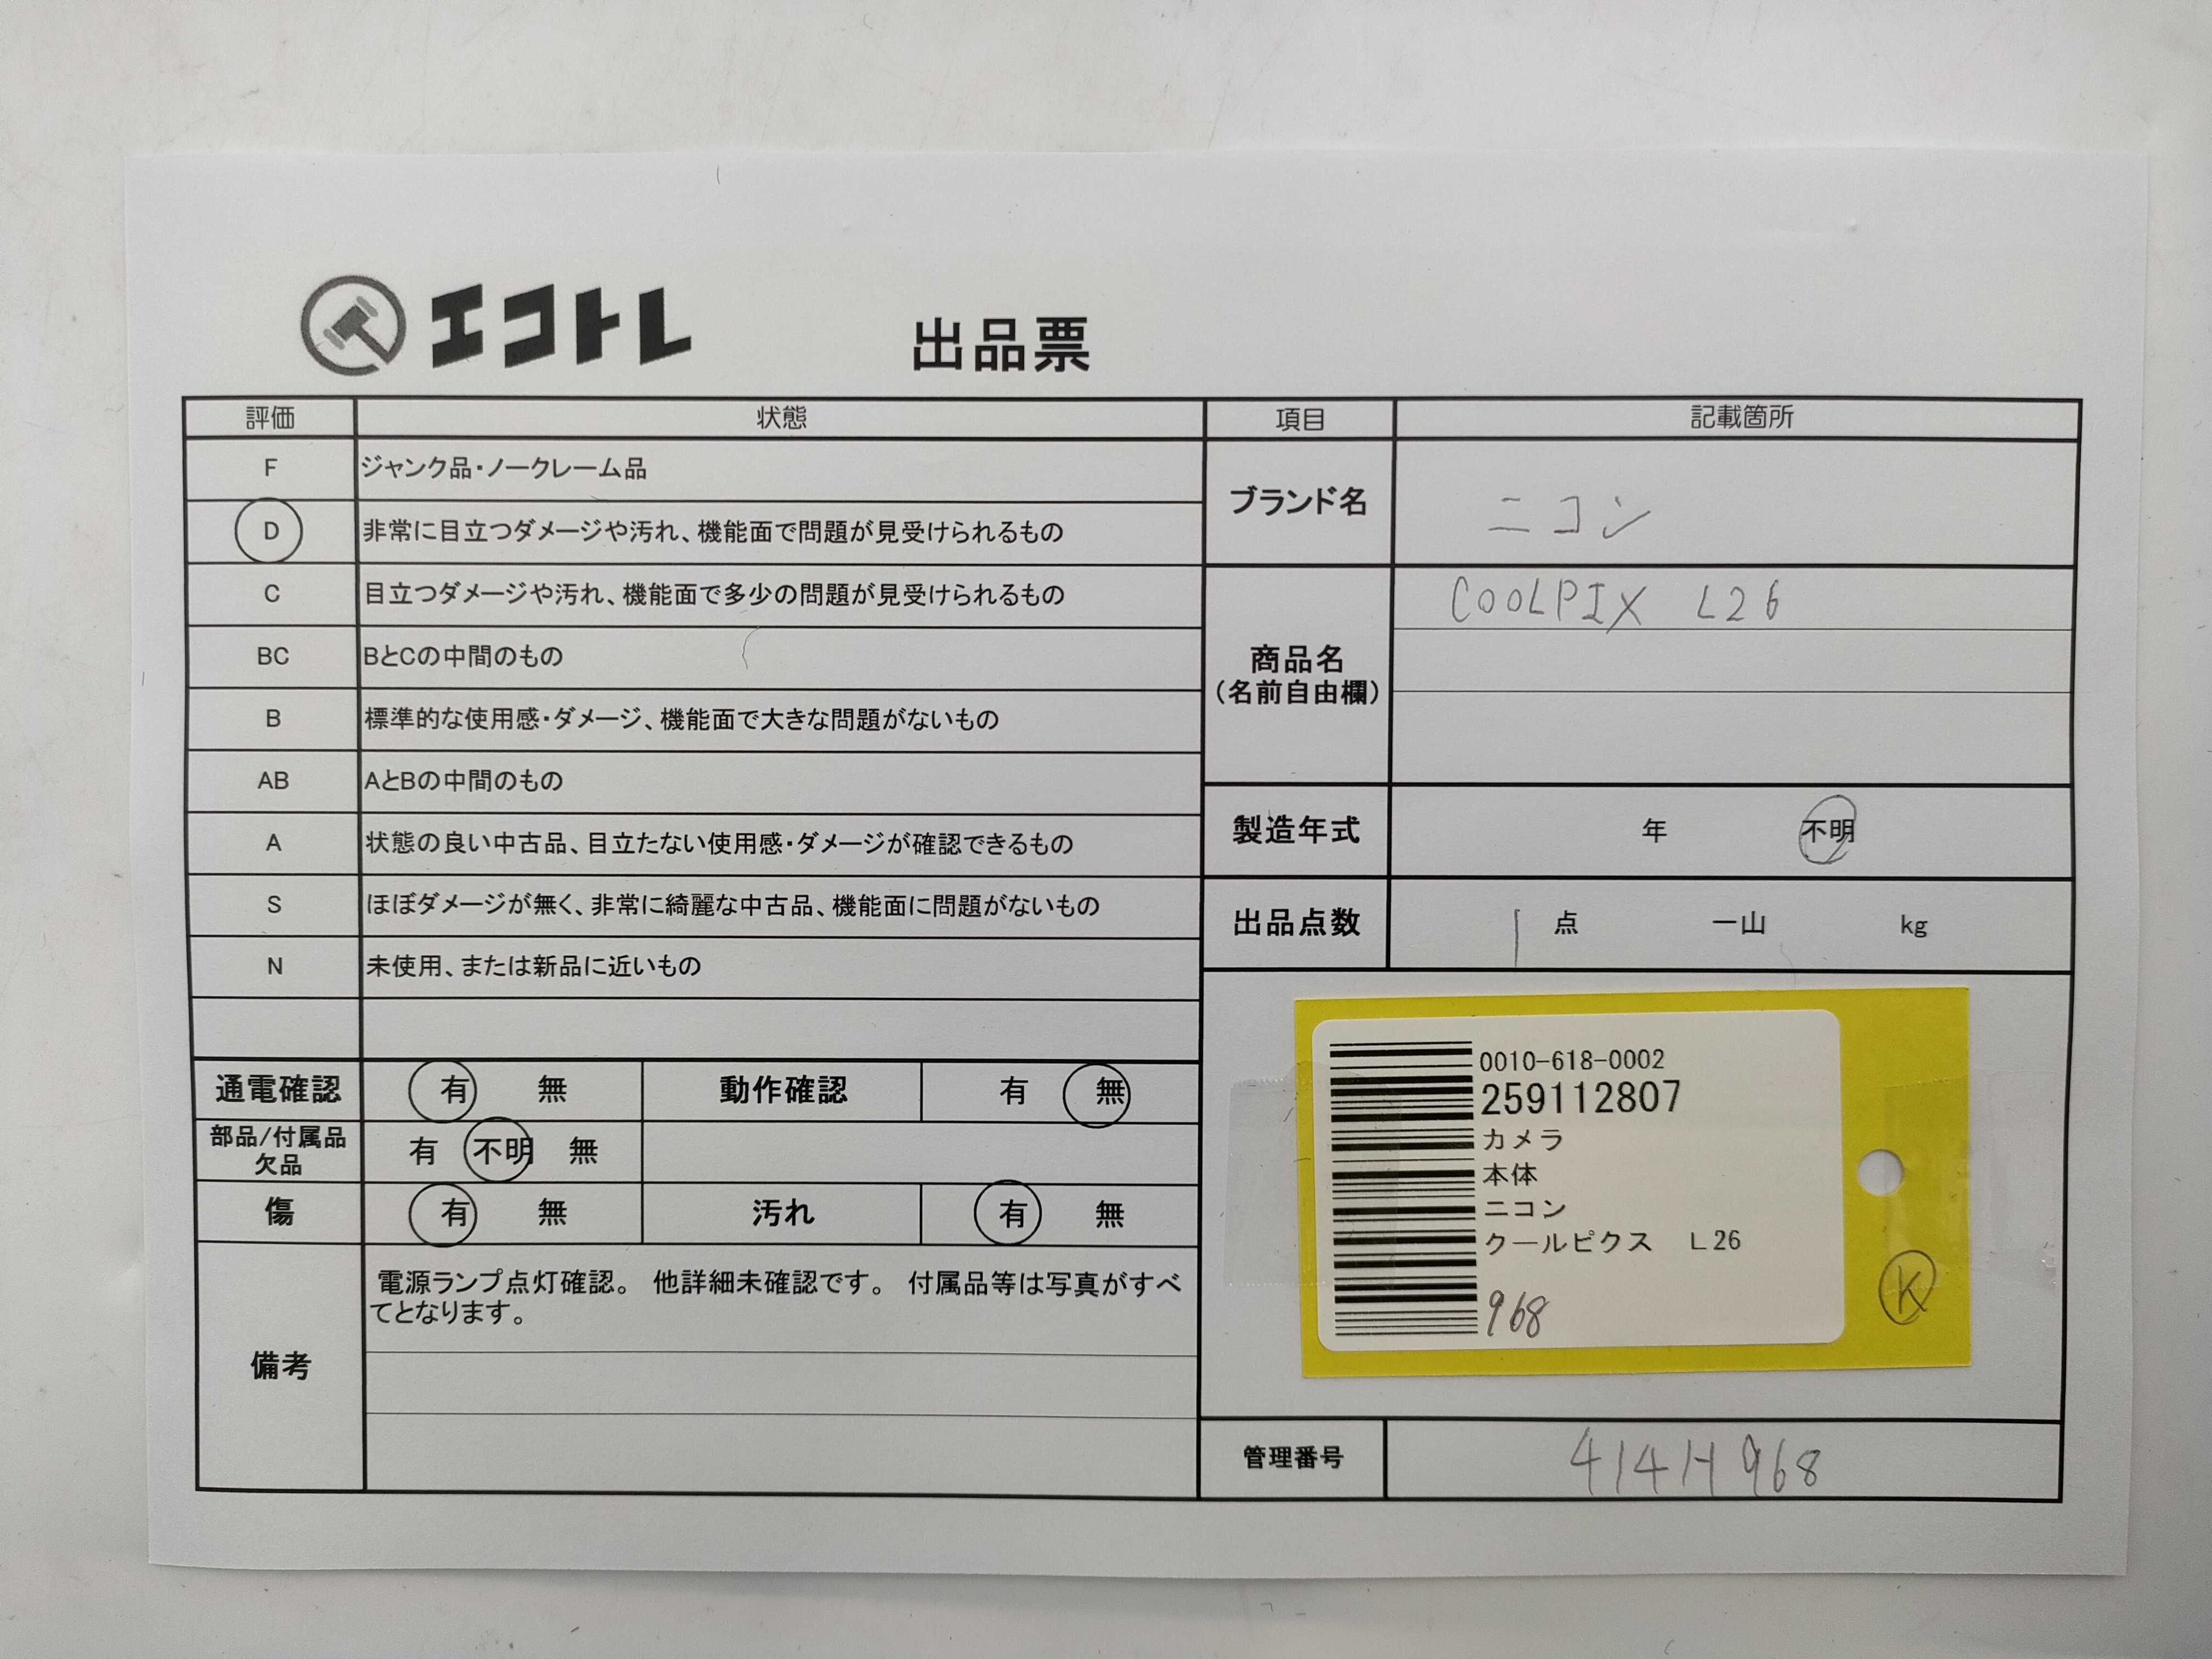 エコトレ
出品票
評価 状態
F ジャンク品・ノークレーム品
D 非常に目立つダメージや汚れ、機能面で問題が見受けられるもの
C 目立つダメージや汚れ、機能面で多少の問題が見受けられるもの
BC BとCの中間のもの
B 標準的な使用感・ダメージ、機能面で大きな問題がないもの
AB AとBの中間のもの
A 状態の良い中古品、目立たない使用感・ダメージが確認できるもの
S ほぼダメージが無く、非常に綺麗な中古品、機能面に問題がないもの
N 未使用、または新品に近いもの
通電確認 有 無 動作確認 有 無
部品/付属品
欠品
有 不明 無
傷 有 無 汚れ 有 無
備考
電源ランプ点灯確認。 他詳細未確認です。 付属品等は写真がすべ
てとなります。
項目 記載箇所
ブランド名 ニコン
商品名
(名前自由欄)
COOLPIX L26
製造年式 年 不明
出品点数 1 点 一山 kg
0010-618-0002
259112807
カメラ
本体
ニコン
クールピクス L26
968
K
管理番号 414H968